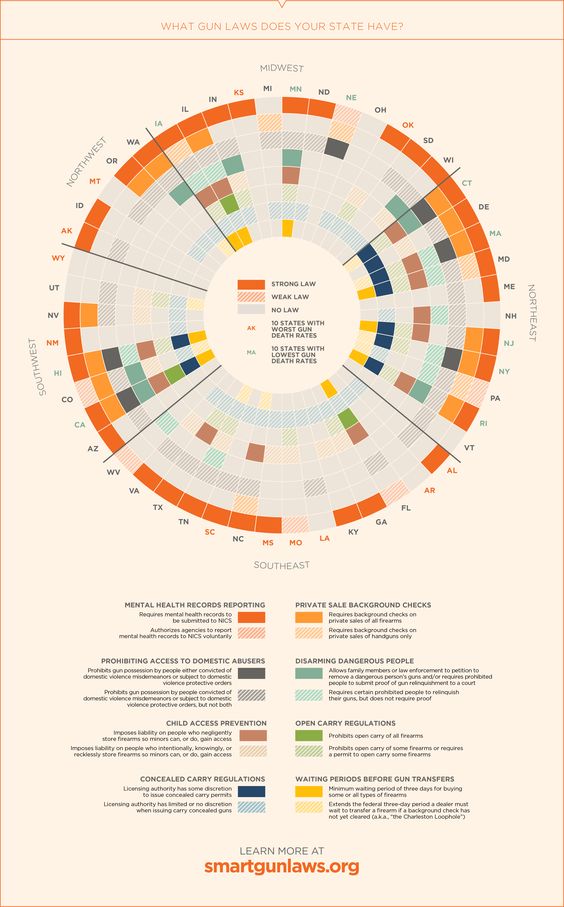 WHAT GUN LAWS DOES YOUR STATE HAVE?
MIDWEST
MI
MN
ND
NE
OH
OK
SD
WI
NORTHEAST
CT
DE
MA
MD
ME
NH
NJ
NY
PA
RI
VT
SOUTHEAST
AL
AR
FL
GA
KY
LA
MO
MS
NC
SC
TN
TX
VA
WV
SOUTHWEST
AZ
CA
CO
HI
NM
NV
UT
WY
NORTHWEST
AK
ID
MT
OR
WA
IA
IL
IN
KS
STRONG LAW
WEAK LAW
NO LAW
AK
10 STATES WITH
WORST GUN
DEATH RATES
MA
10 STATES WITH
LOWEST GUN
DEATH RATES
MENTAL HEALTH RECORDS REPORTING
Requires mental health records to
be submitted to NICS
Authorizes agencies to report
mental health records to NICS voluntarily
PRIVATE SALE BACKGROUND CHECKS
Requires background checks on
private sales of all firearms
Requires background checks on
private sales of handguns only
PROHIBITING ACCESS TO DOMESTIC ABUSERS
Prohibits gun possession by people either convicted of
domestic violence misdemeanors or subject to domestic
violence protective orders
Prohibits gun possession by people convicted of
domestic violence misdemeanors or subject to domestic
violence protective orders, but not both
DISARMING DANGEROUS PEOPLE
Allows family members or law enforcement to petition to
remove a dangerous person's guns and/or requires prohibited
people to submit proof of gun relinquishment to a court
Requires certain prohibited people to relinquish
their guns, but does not require proof
CHILD ACCESS PREVENTION
Imposes liability on people who negligently
store firearms so minors can, or do, gain access
Imposes liability on people who intentionally, knowingly, or
recklessly store firearms so minors can, or do, gain access
OPEN CARRY REGULATIONS
Prohibits open carry of all firearms
Prohibits open carry of some firearms or requires
a permit to open carry some firearms
CONCEALED CARRY REGULATIONS
Licensing authority has some discretion
to issue concealed carry permits
Licensing authority has limited or no discretion
when issuing carry concealed guns
WAITING PERIODS BEFORE GUN TRANSFERS
Minimum waiting period of three days for buying
some or all types of firearms
Extends the federal three-day period a dealer must
wait to transfer a firearm if a background check has
not yet cleared (a.k.a., "the Charleston Loophole")
LEARN MORE AT
smartgunlaws.org